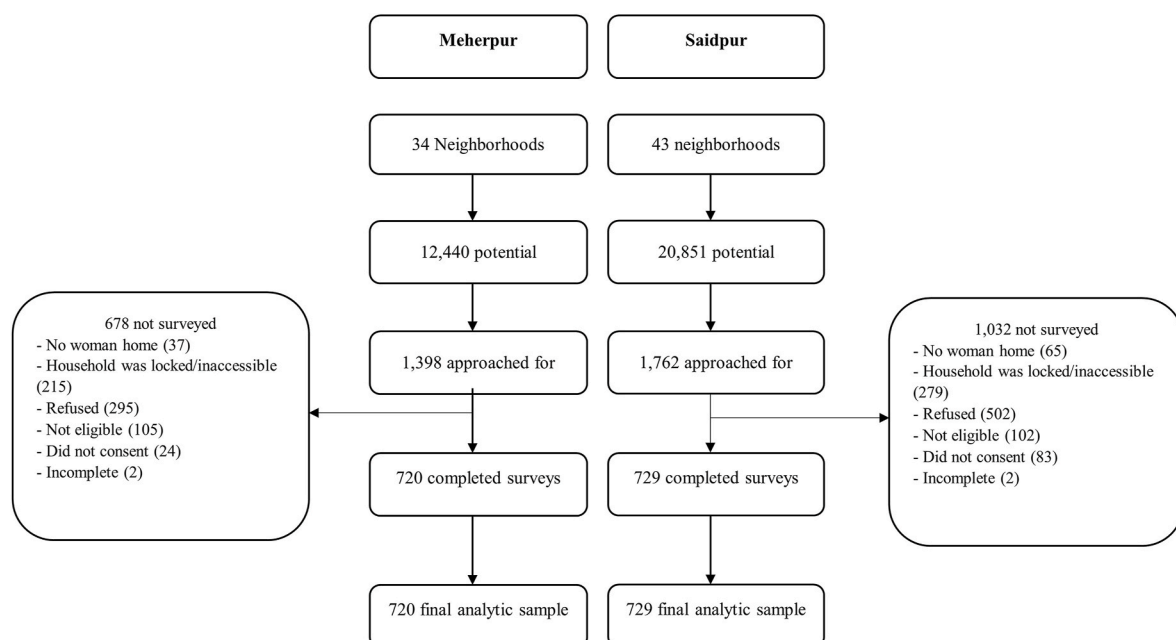 Meherpur
Saidpur
34 Neighborhoods
43 neighborhoods
12,440 potential
20,851 potential
678 not surveyed
- No woman home (37)
- Household was locked/inaccessible
(215)
- Refused (295)
- Not eligible (105)
- Did not consent (24)
- Incomplete (2)
1,398 approached for
1,762 approached for
1,032 not surveyed
- No woman home (65)
- Household was locked/inaccessible
(279)
- Refused (502)
- Not eligible (102)
- Did not consent (83)
- Incomplete (2)
720 completed surveys
729 completed surveys
720 final analytic sample
729 final analytic sample